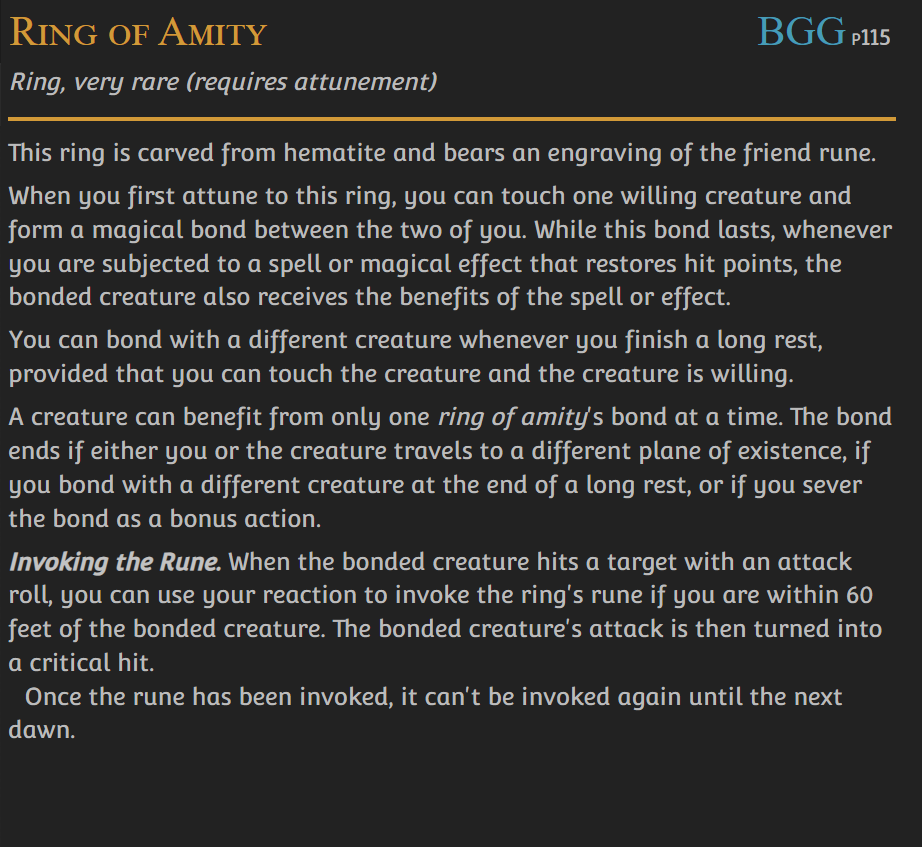 Ring of Amity BGG p115
Ring, very rare (requires attunement)
This ring is carved from hematite and bears an engraving of the friend rune.
When you first attune to this ring, you can touch one willing creature and
form a magical bond between the two of you. While this bond lasts, whenever
you are subjected to a spell or magical effect that restores hit points, the
bonded creature also receives the benefits of the spell or effect.
You can bond with a different creature whenever you finish a long rest,
provided that you can touch the creature and the creature is willing.
A creature can benefit from only one ring of amity's bond at a time. The bond
ends if either you or the creature travels to a different plane of existence, if
you bond with a different creature at the end of a long rest, or if you sever
the bond as a bonus action.
Invoking the Rune. When the bonded creature hits a target with an attack
roll, you can use your reaction to invoke the ring's rune if you are within 60
feet of the bonded creature. The bonded creature's attack is then turned into
a critical hit.
Once the rune has been invoked, it can't be invoked again until the next
dawn.